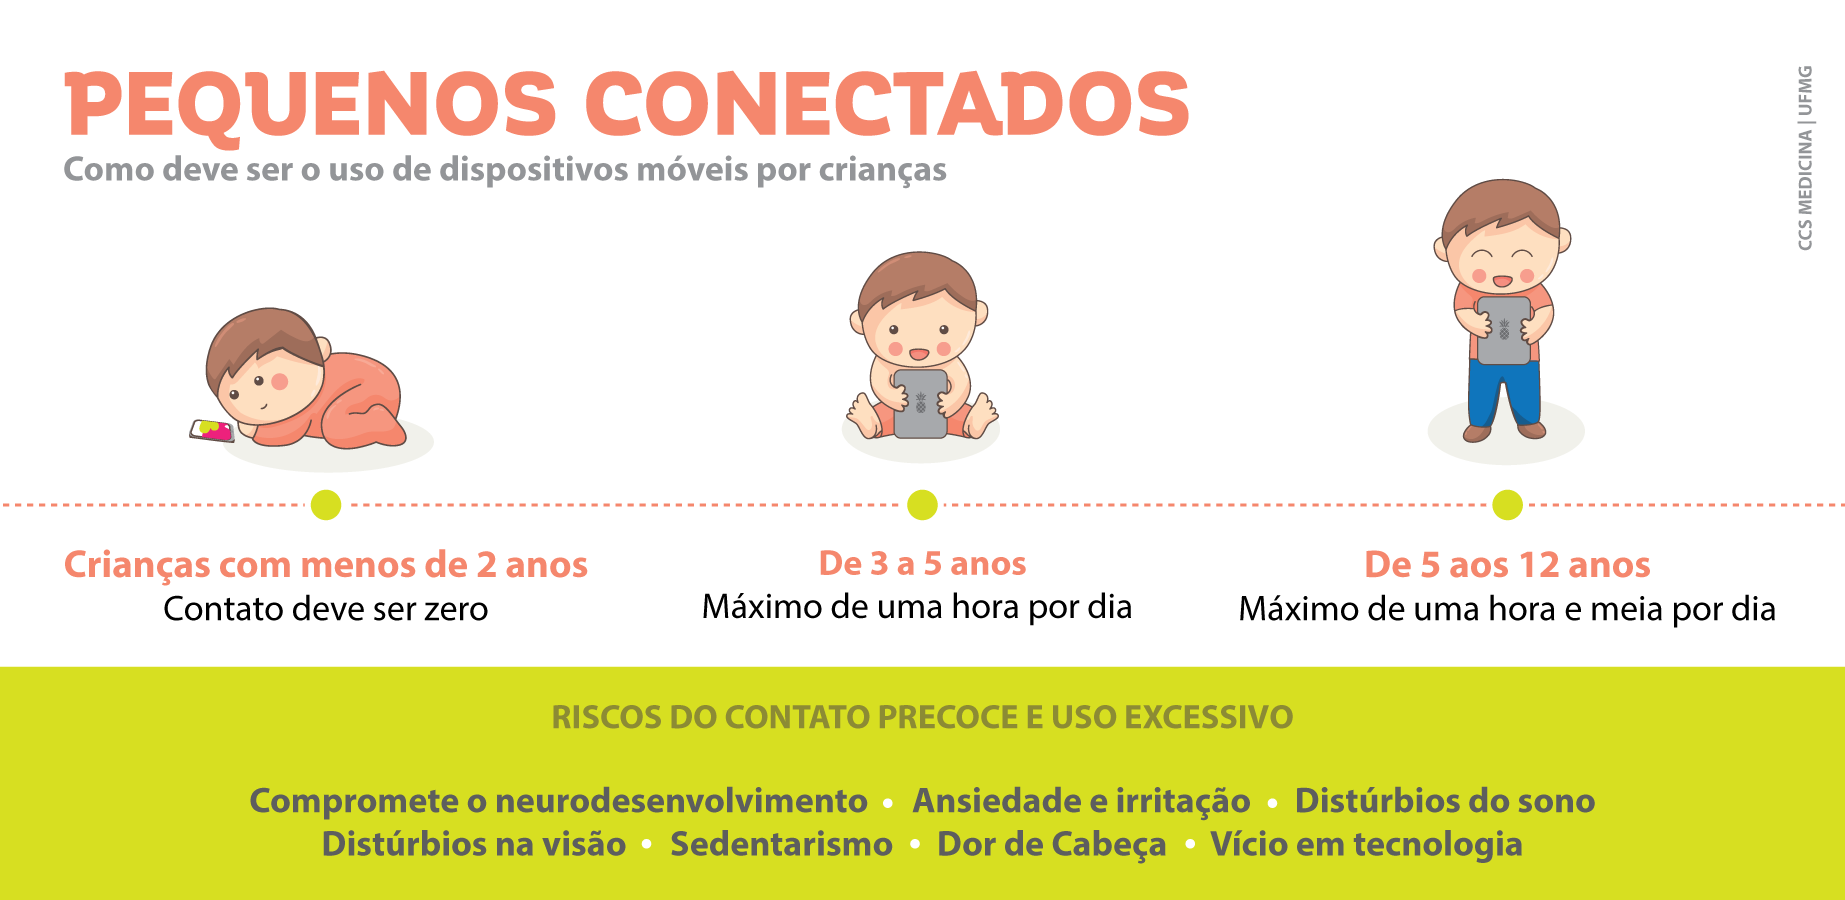 PEQUENOS CONECTADOS
Como deve ser o uso de dispositivos móveis por crianças
CCS MEDICINA | UFMG
Crianças com menos de 2 anos
Contato deve ser zero
De 3 a 5 anos
Máximo de uma hora por dia
De 5 aos 12 anos
Máximo de uma hora e meia por dia
RISCOS DO CONTATO PRECOCE E USO EXCESSIVO
Compromete o neurodesenvolvimento • Ansiedade e irritação • Distúrbios do sono
Distúrbios na visão • Sedentarismo • Dor de Cabeça • Vício em tecnologia